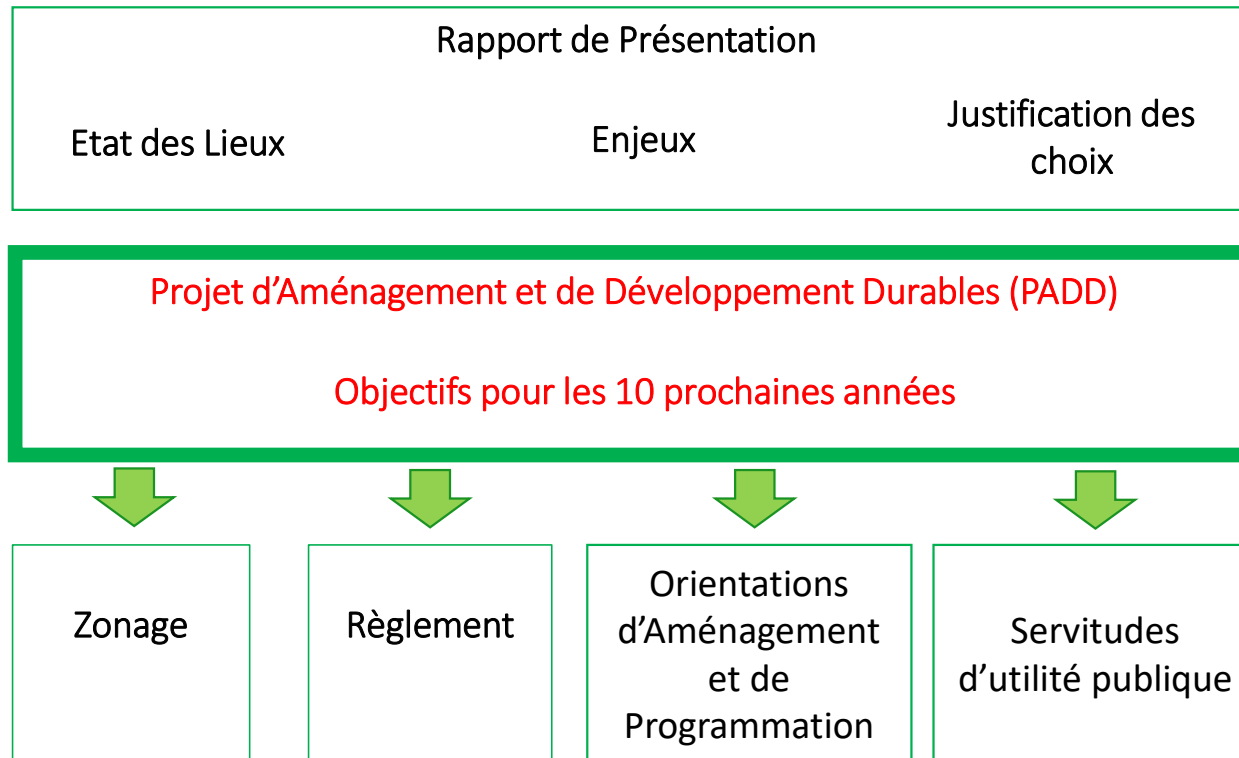 Rapport de Présentation
Etat des Lieux
Enjeux
Justification des
choix
Projet d’Aménagement et de Développement Durables (PADD)
Objectifs pour les 10 prochaines années
Zonage
Règlement
Orientations
d’Aménagement
et de
Programmation
Servitudes
d’utilité publique